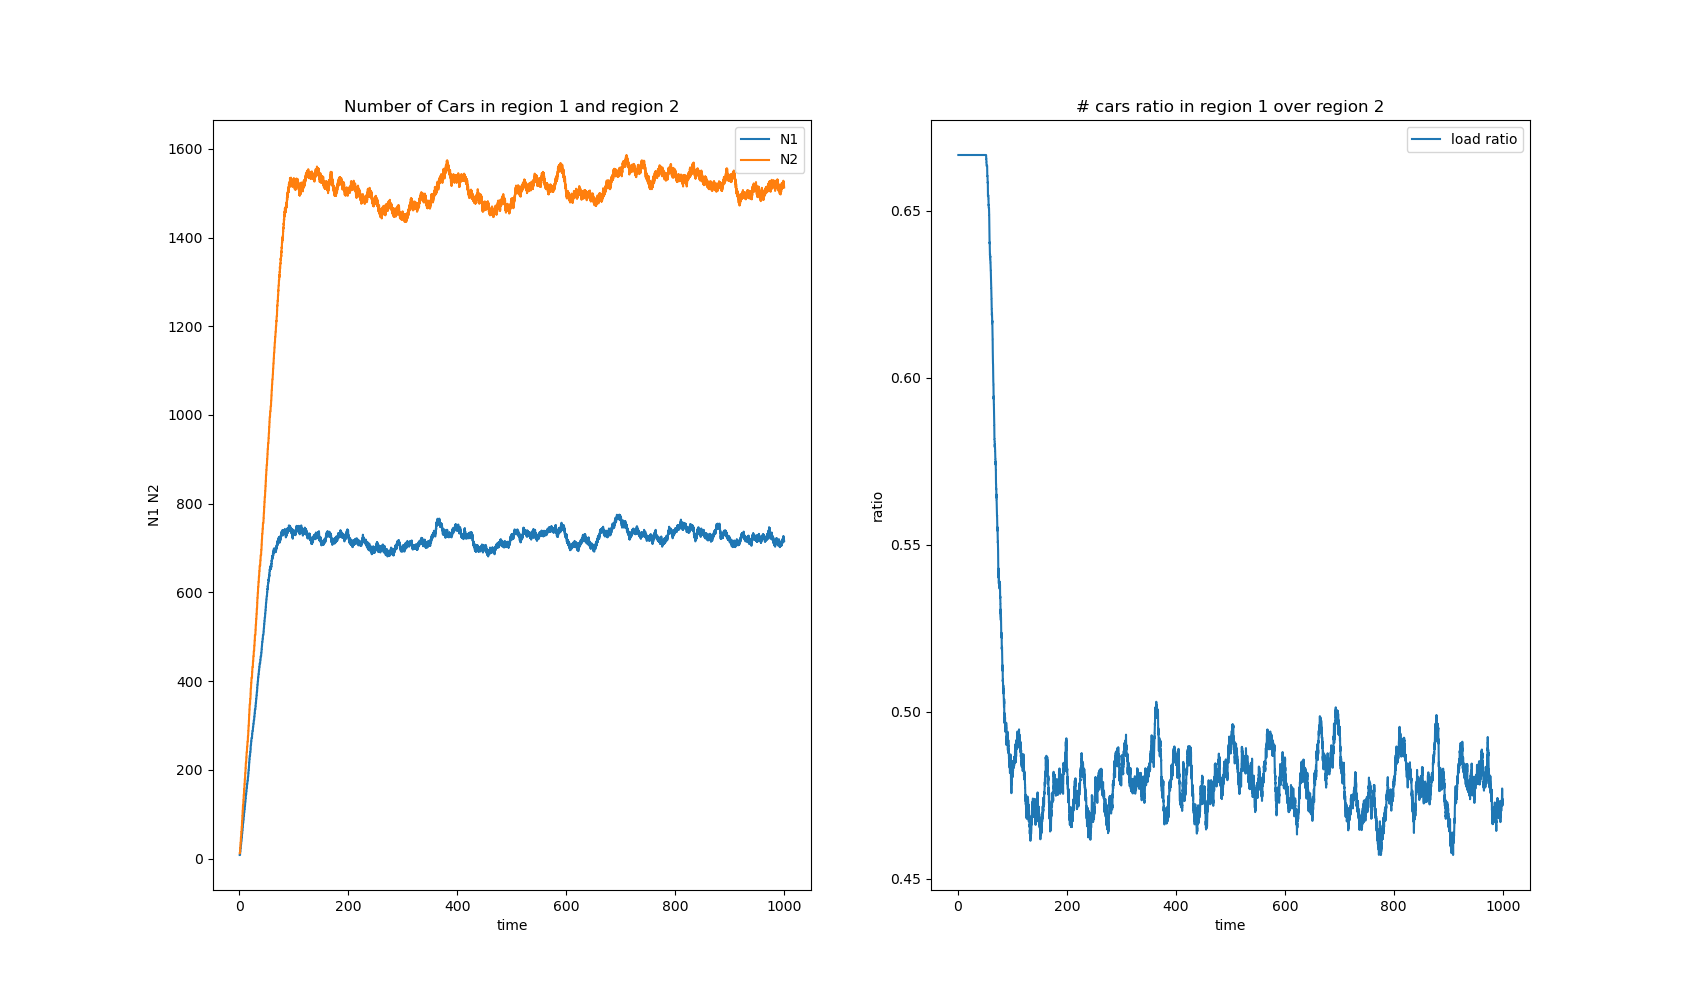 Number of Cars in region 1 and region 2
N1
N2
1600
1400
1200
1000
800
600
400
200
0
N1 N2
0 200 400 600 800 1000
time
# cars ratio in region 1 over region 2
load ratio
0.65
0.60
0.55
0.50
0.45
ratio
0 200 400 600 800 1000
time